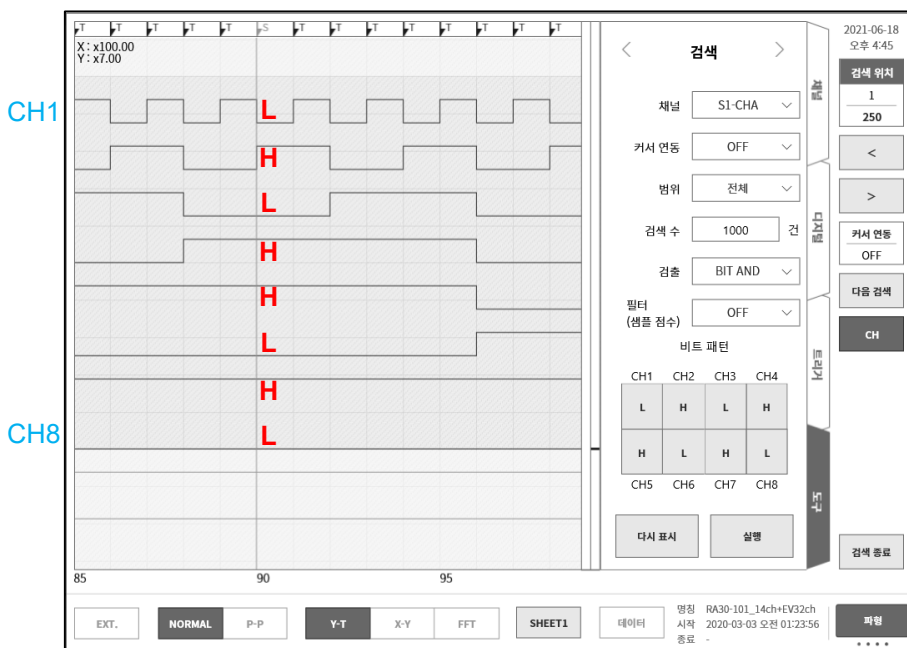 T T T T T S T T T T T T T T
X : x100.00
Y : x7.00
CH1
L
H
L
H
H
L
H
L
CH8
85 90 95
< 검색 >
채널 S1-CHA
커서 연동 OFF
범위 전체
검색 수 1000 건
검출 BIT AND
필터
(샘플 점수) OFF
비트 패턴
CH1 CH2 CH3 CH4
L H L H
H L H L
CH5 CH6 CH7 CH8
다시 표시 실행
채널
디지털
트리거
도구
2021-06-18
오후 4:45
검색 위치
1
250
<
>
커서 연동
OFF
다음 검색
CH
검색 종료
EXT. NORMAL P-P Y-T X-Y FFT SHEET1 데이터
명칭 RA30-101_14ch+EV32ch
시작 2020-03-03 오전 01:23:56
종료 -
파형